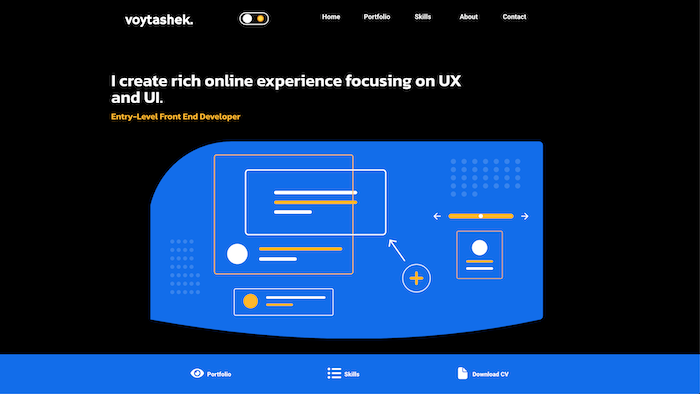 voytashek.
Home Portfolio Skills About Contact
I create rich online experience focusing on UX
and UI.
Entry-Level Front End Developer
Portfolio Skills Download CV